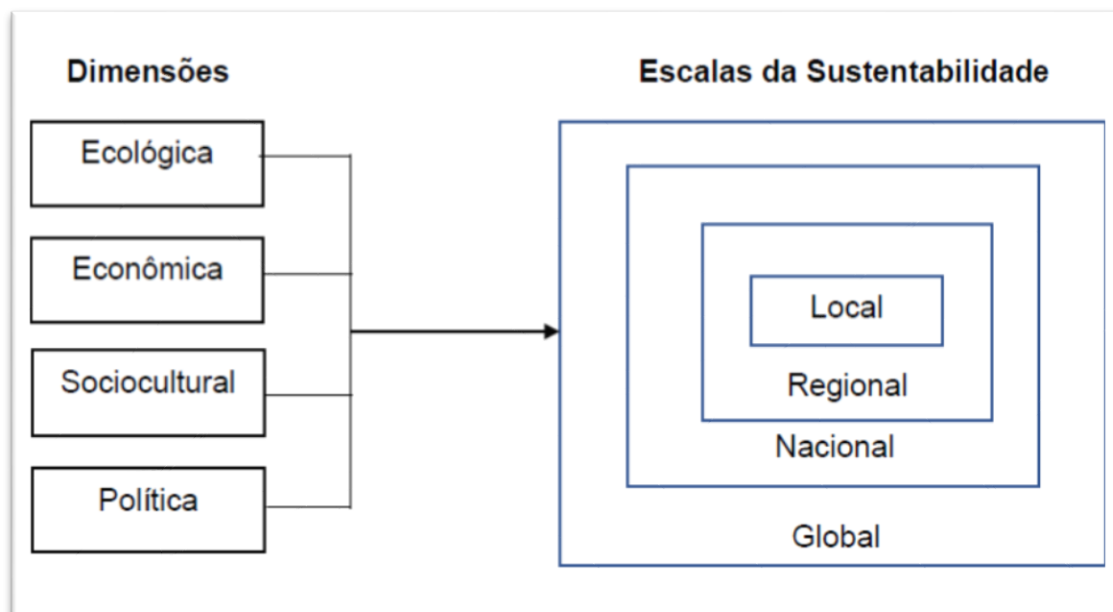 Dimensões
Ecológica
Econômica
Sociocultural
Política
Escalas da Sustentabilidade
Local
Regional
Nacional
Global